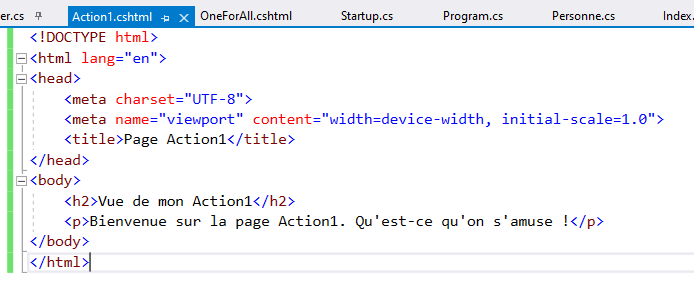 er.cs Action1.cshtml OneForAll.cshtml Startup.cs Program.cs Personne.cs Index.
<!DOCTYPE html>
<html lang="en">
<head>
<meta charset="UTF-8">
<meta name="viewport" content="width=device-width, initial-scale=1.0">
<title>Page Action1</title>
</head>
<body>
<h2>Vue de mon Action1</h2>
<p>Bienvenue sur la page Action1. Qu'est-ce qu'on s'amuse !</p>
</body>
</html>